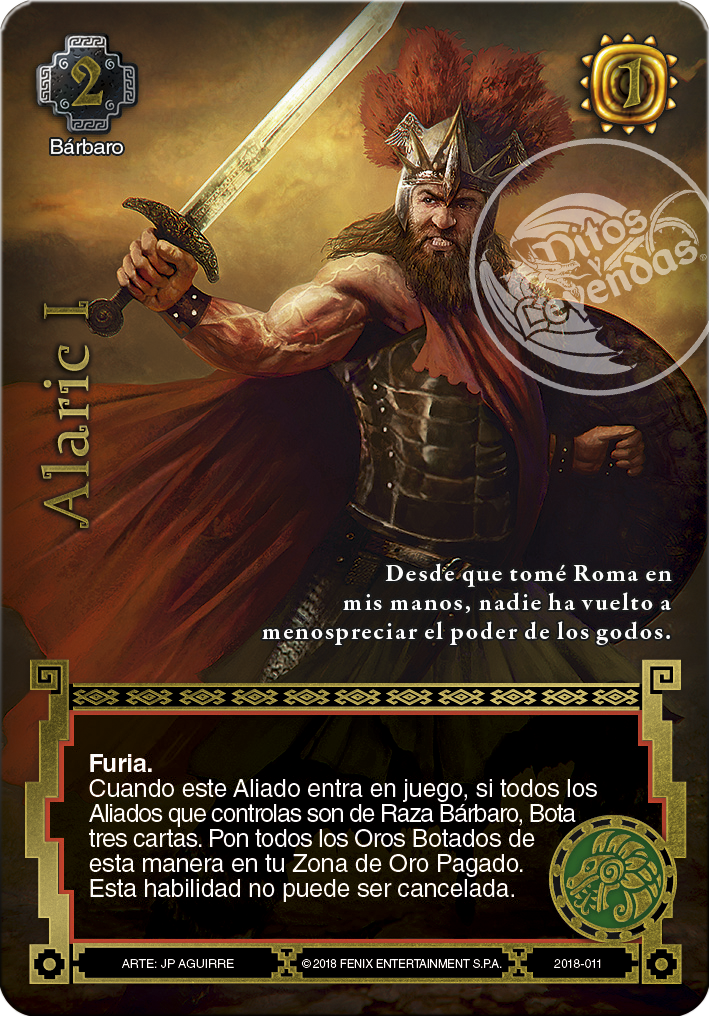 2
1
Bárbaro
Mitos
y
Leyendas
Alaric I
Desde que tomé Roma en
mis manos, nadie ha vuelto a
menospreciar el poder de los godos.
Furia.
Cuando este Aliado entra en juego, si todos los
Aliados que controlas son de Raza Bárbaro, Bota
tres cartas. Pon todos los Oros Botados de
esta manera en tu Zona de Oro Pagado.
Esta habilidad no puede ser cancelada.
ARTE: JP AGUIRRE
©2018 FENIX ENTERTAINMENT S.P.A.
2018-011